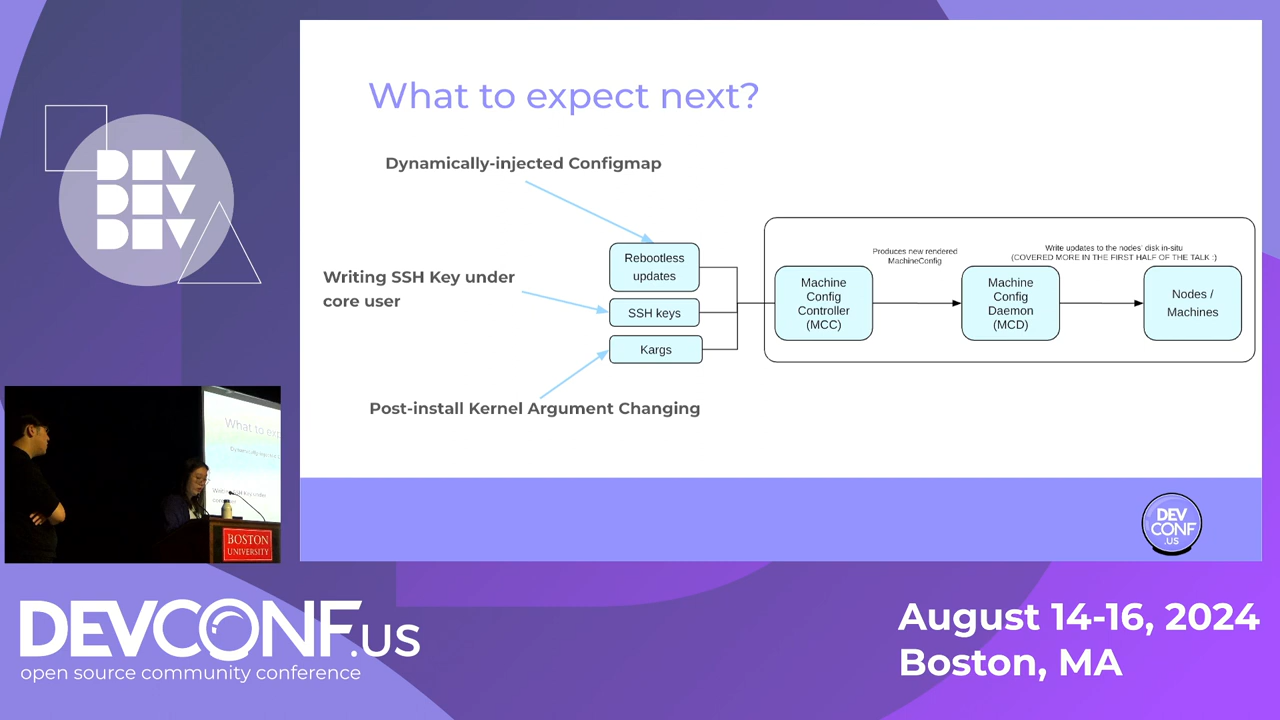 What to expect next?
Dynamically-injected Configmap
Rebootless
updates
Writing SSH Key under
core user
SSH keys
Kargs
Post-install Kernel Argument Changing
Machine
Config
Controller
(MCC)
Produces new rendered
MachineConfig
Machine
Config
Daemon
(MCD)
Write updates to the nodes' disk in-situ
(COVERED MORE IN THE FIRST HALF OF THE TALK :)
Nodes /
Machines
DEV
CONF
.US
DEV
DEV
DEV
What to exp
BOSTON
UNIVERSITY
DEVCONF.US
open source community conference
August 14-16, 2024
Boston, MA